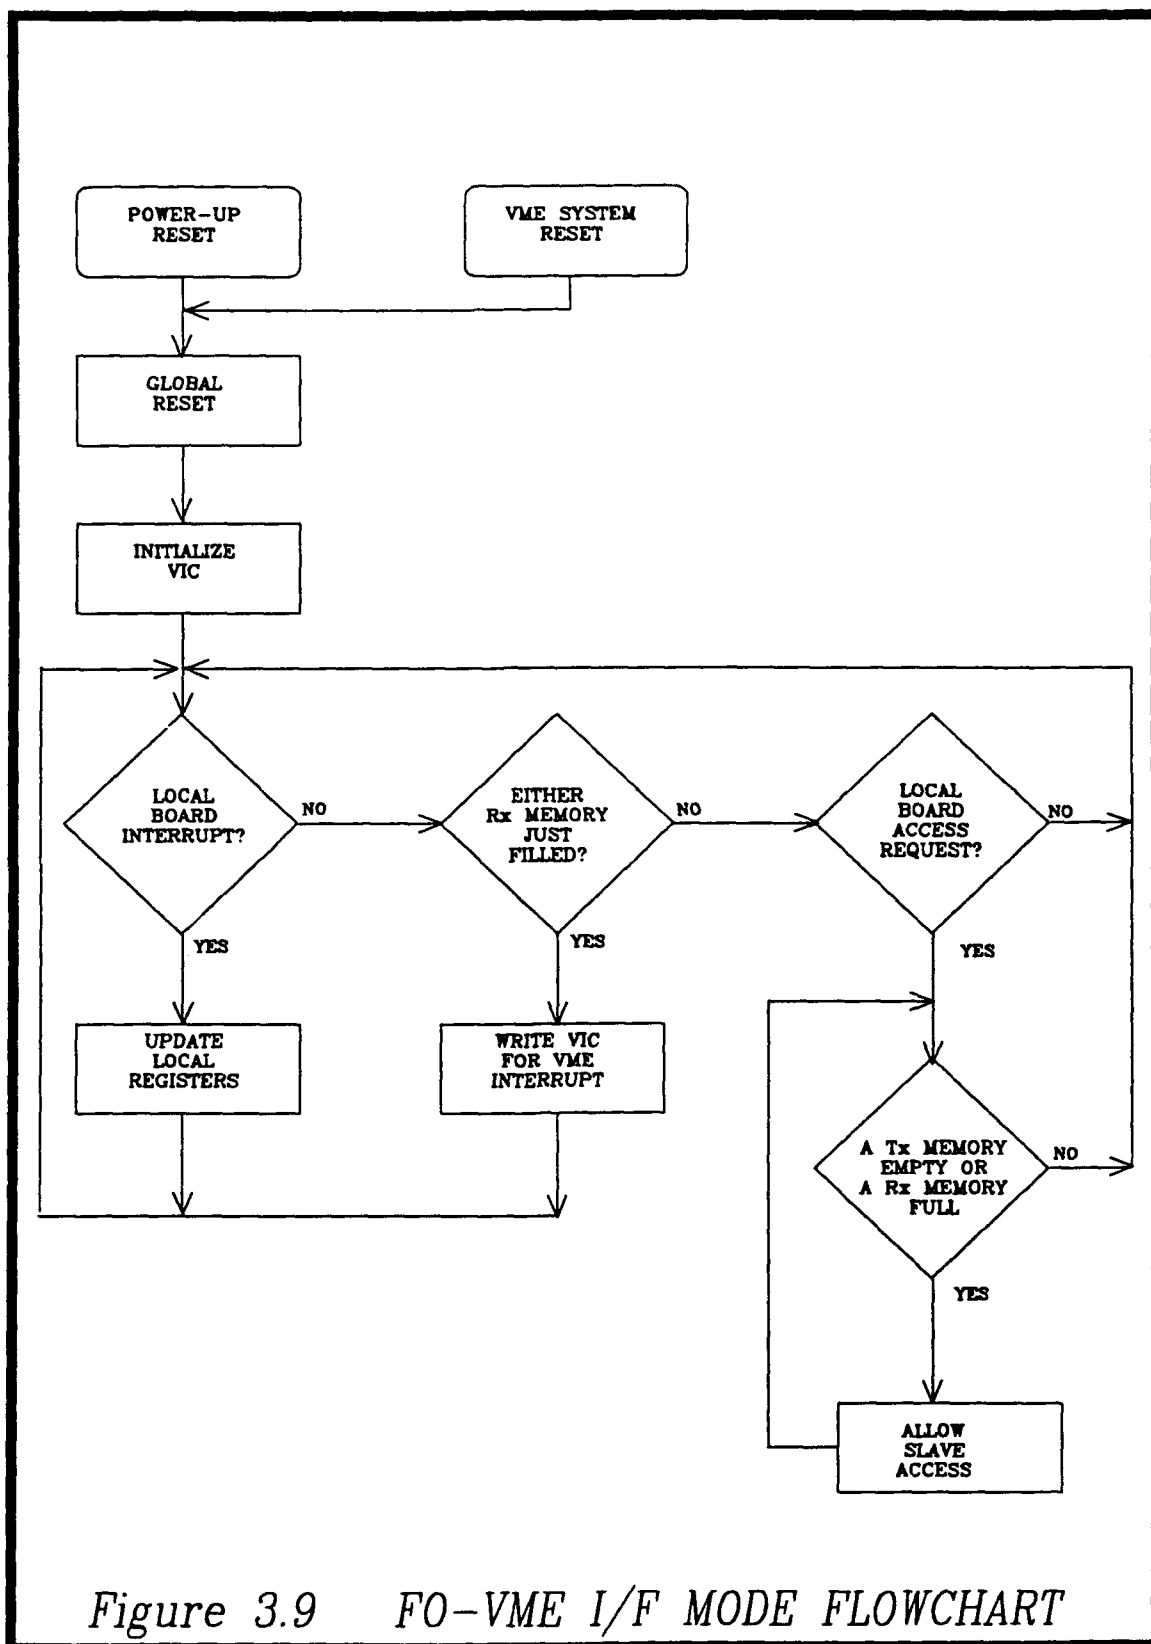 POWER-UP
RESET
VME SYSTEM
RESET
GLOBAL
RESET
INITIALIZE
VIC
LOCAL
BOARD
INTERRUPT?
NO
EITHER
Rx MEMORY
JUST
FILLED?
NO
LOCAL
BOARD
ACCESS
REQUEST?
NO
YES
YES
YES
UPDATE
LOCAL
REGISTERS
WRITE VIC
FOR VME
INTERRUPT
A Tx MEMORY
EMPTY OR
A Rx MEMORY
FULL
NO
YES
ALLOW
SLAVE
ACCESS
Figure 3.9 FO-VME I/F MODE FLOWCHART